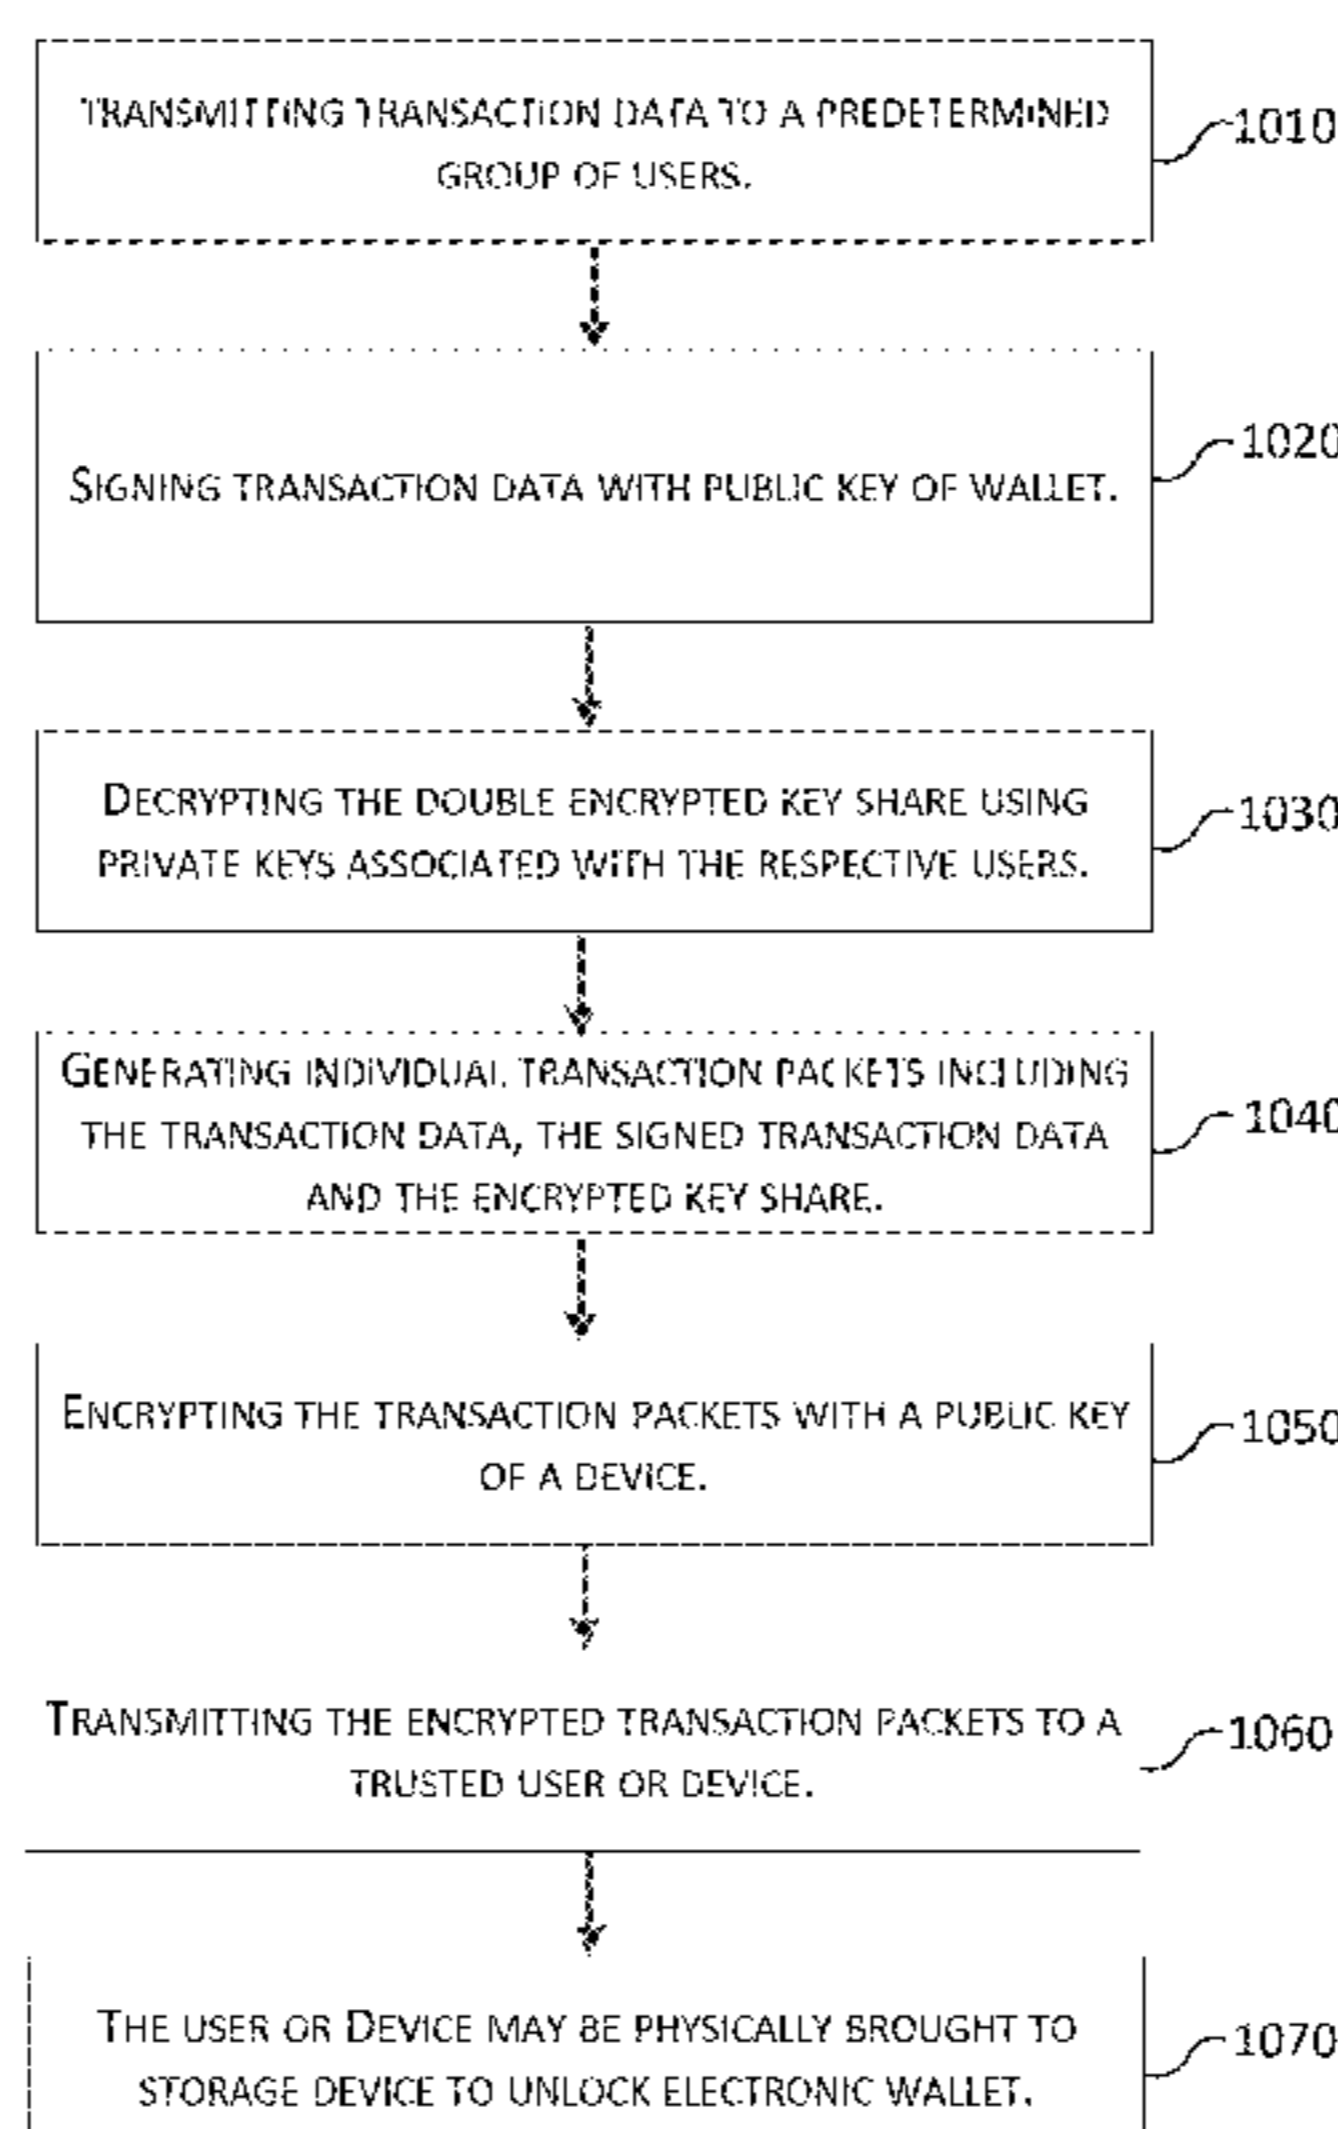 TRANSMITTING TRANSACTION DATA TO A PREDETERMINED
GROUP OF USERS.
1010
SIGNING TRANSACTION DATA WITH PUBLIC KEY OF WALLET.
1020
DECRYPTING THE DOUBLE ENCRYPTED KEY SHARE USING
PRIVATE KEYS ASSOCIATED WITH THE RESPECTIVE USERS.
1030
GENERATING INDIVIDUAL TRANSACTION PACKETS INCLUDING
THE TRANSACTION DATA, THE SIGNED TRANSACTION DATA
AND THE ENCRYPTED KEY SHARE.
1040
ENCRYPTING THE TRANSACTION PACKETS WITH A PUBLIC KEY
OF A DEVICE.
1050
TRANSMITTING THE ENCRYPTED TRANSACTION PACKETS TO A
TRUSTED USER OR DEVICE.
1060
THE USER OR DEVICE MAY BE PHYSICALLY BROUGHT TO
STORAGE DEVICE TO UNLOCK ELECTRONIC WALLET.
1070